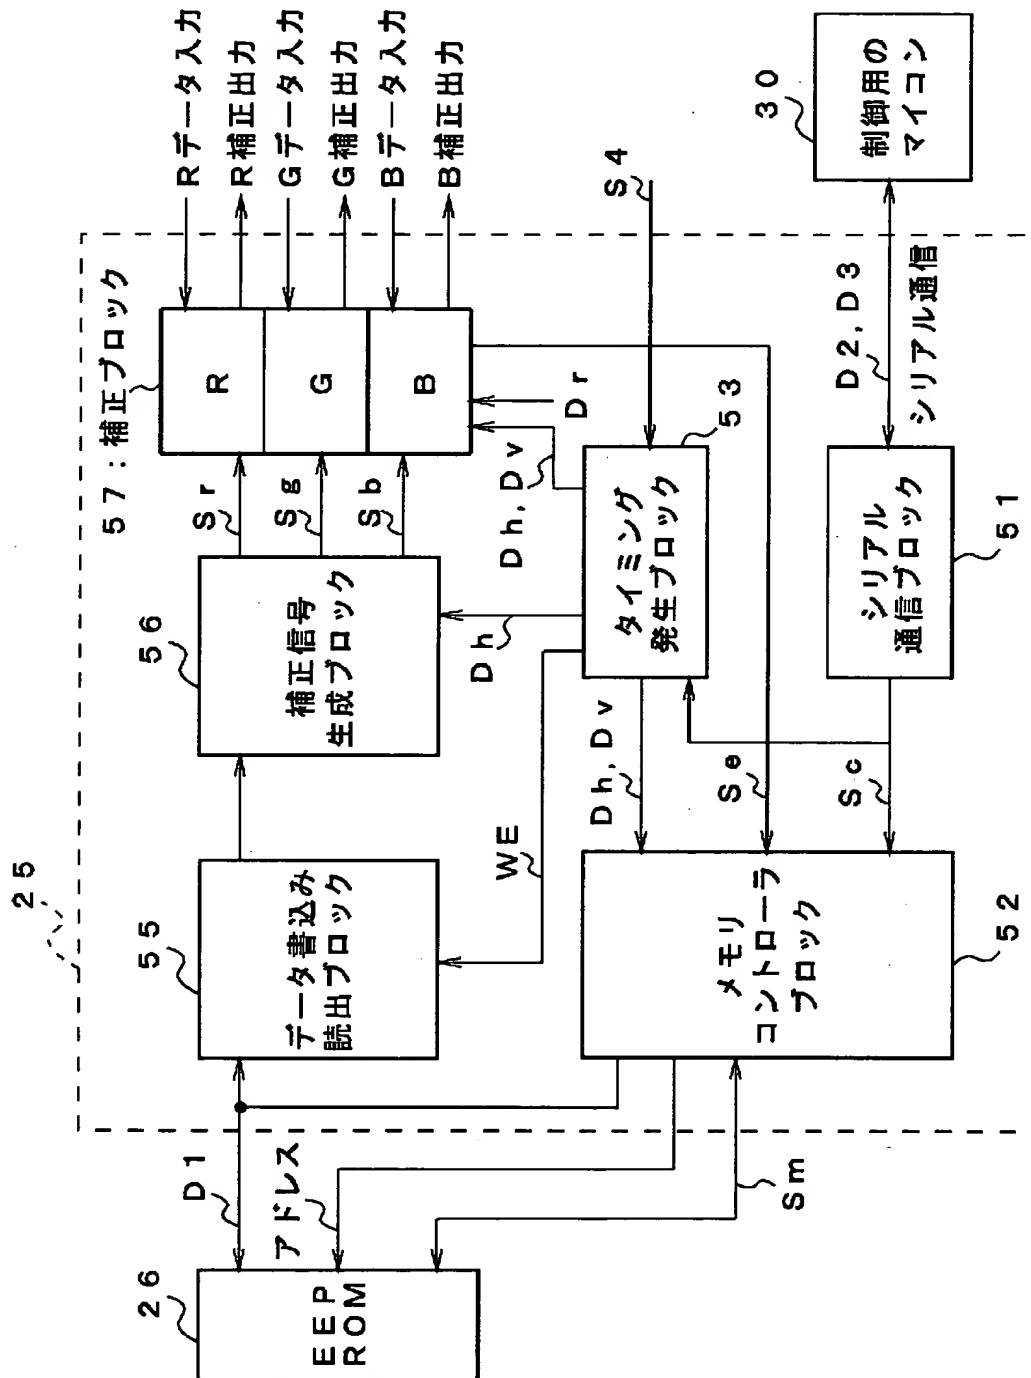 25
26
EEP
ROM
D1
アドレス
Sm
55
データ書込み
読出ブロック
56
補正信号
生成ブロック
57:補正ブロック
R
G
B
Sr
Sg
Sb
Rデータ入力
R補正出力
Gデータ入力
G補正出力
Bデータ入力
B補正出力
WE
Dh
Dh,Dv
Dr
Dh,Dv
Se
Sc
S4
タイミング
発生ブロック
53
メモリ
コントローラ
ブロック
52
シリアル
通信ブロック
51
D2,D3
シリアル通信
30
制御用の
マイコン